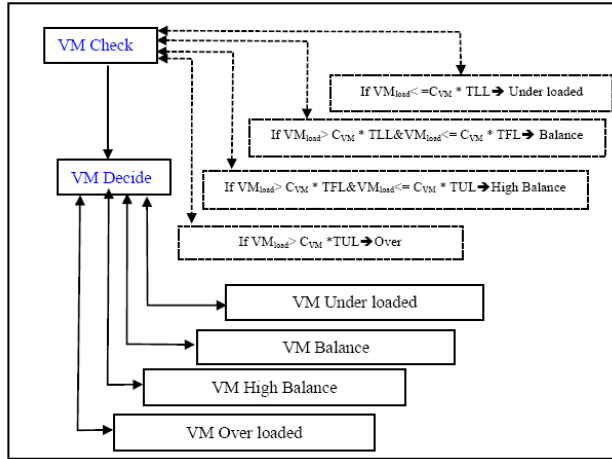 VM Check
If VMload< =CVM * TLL➔ Under loaded
If VMload> CVM * TLL&VMload<= CVM * TFL➔ Balance
VM Decide
If VMload> CVM * TFL&VMload<= CVM * TUL➔High Balance
If VMload> CVM *TUL➔Over
VM Under loaded
VM Balance
VM High Balance
VM Over loaded